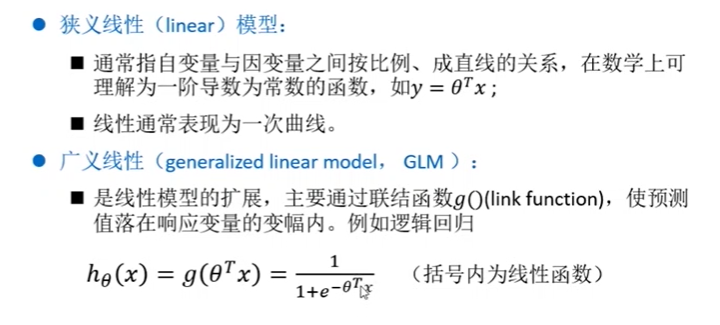 ● 狭义线性（linear）模型：
■ 通常指自变量与因变量之间按比例、成直线的关系，在数学上可
理解为一阶导数为常数的函数，如y = θᵀx；
■ 线性通常表现为一次曲线。
● 广义线性（generalized linear model， GLM ）：
■ 是线性模型的扩展，主要通过联结函数g()(link function)，使预测
值落在响应变量的变幅内。例如逻辑回归
h_θ(x) = g(θᵀx) = 1/(1+e^(−θᵀx)) （括号内为线性函数）